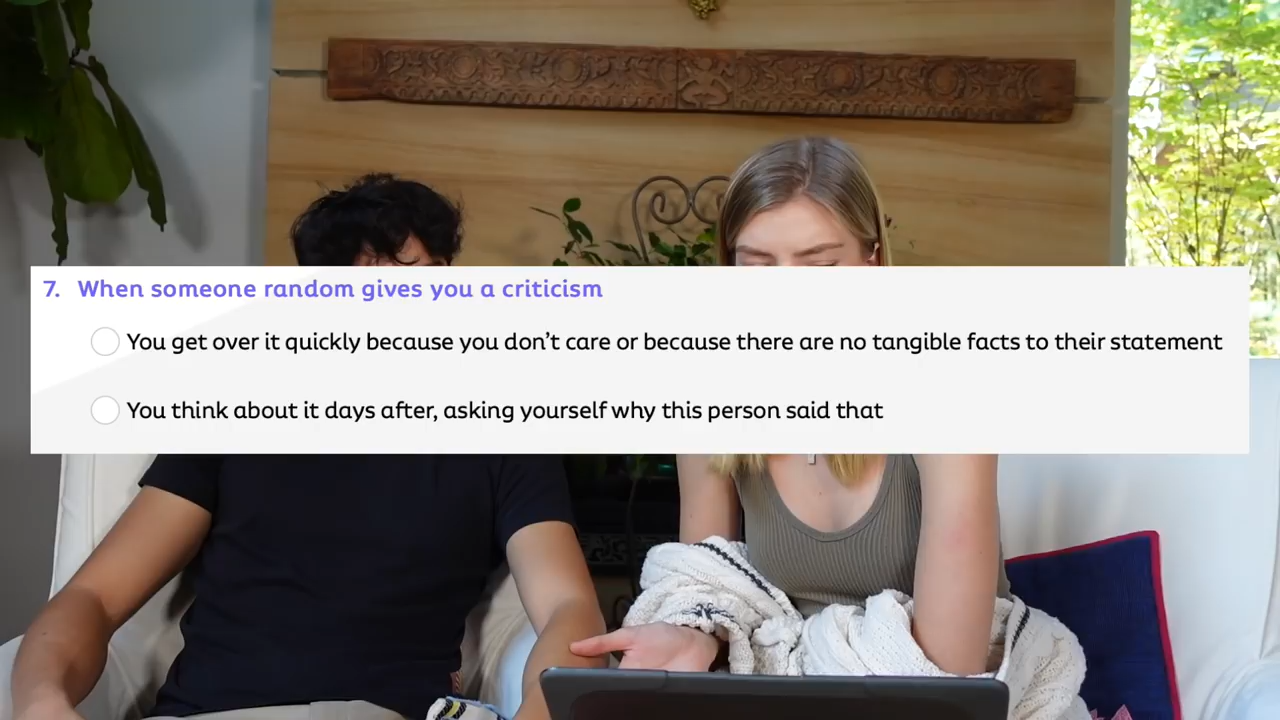 7. When someone random gives you a criticism
You get over it quickly because you don't care or because there are no tangible facts to their statement
You think about it days after, asking yourself why this person said that